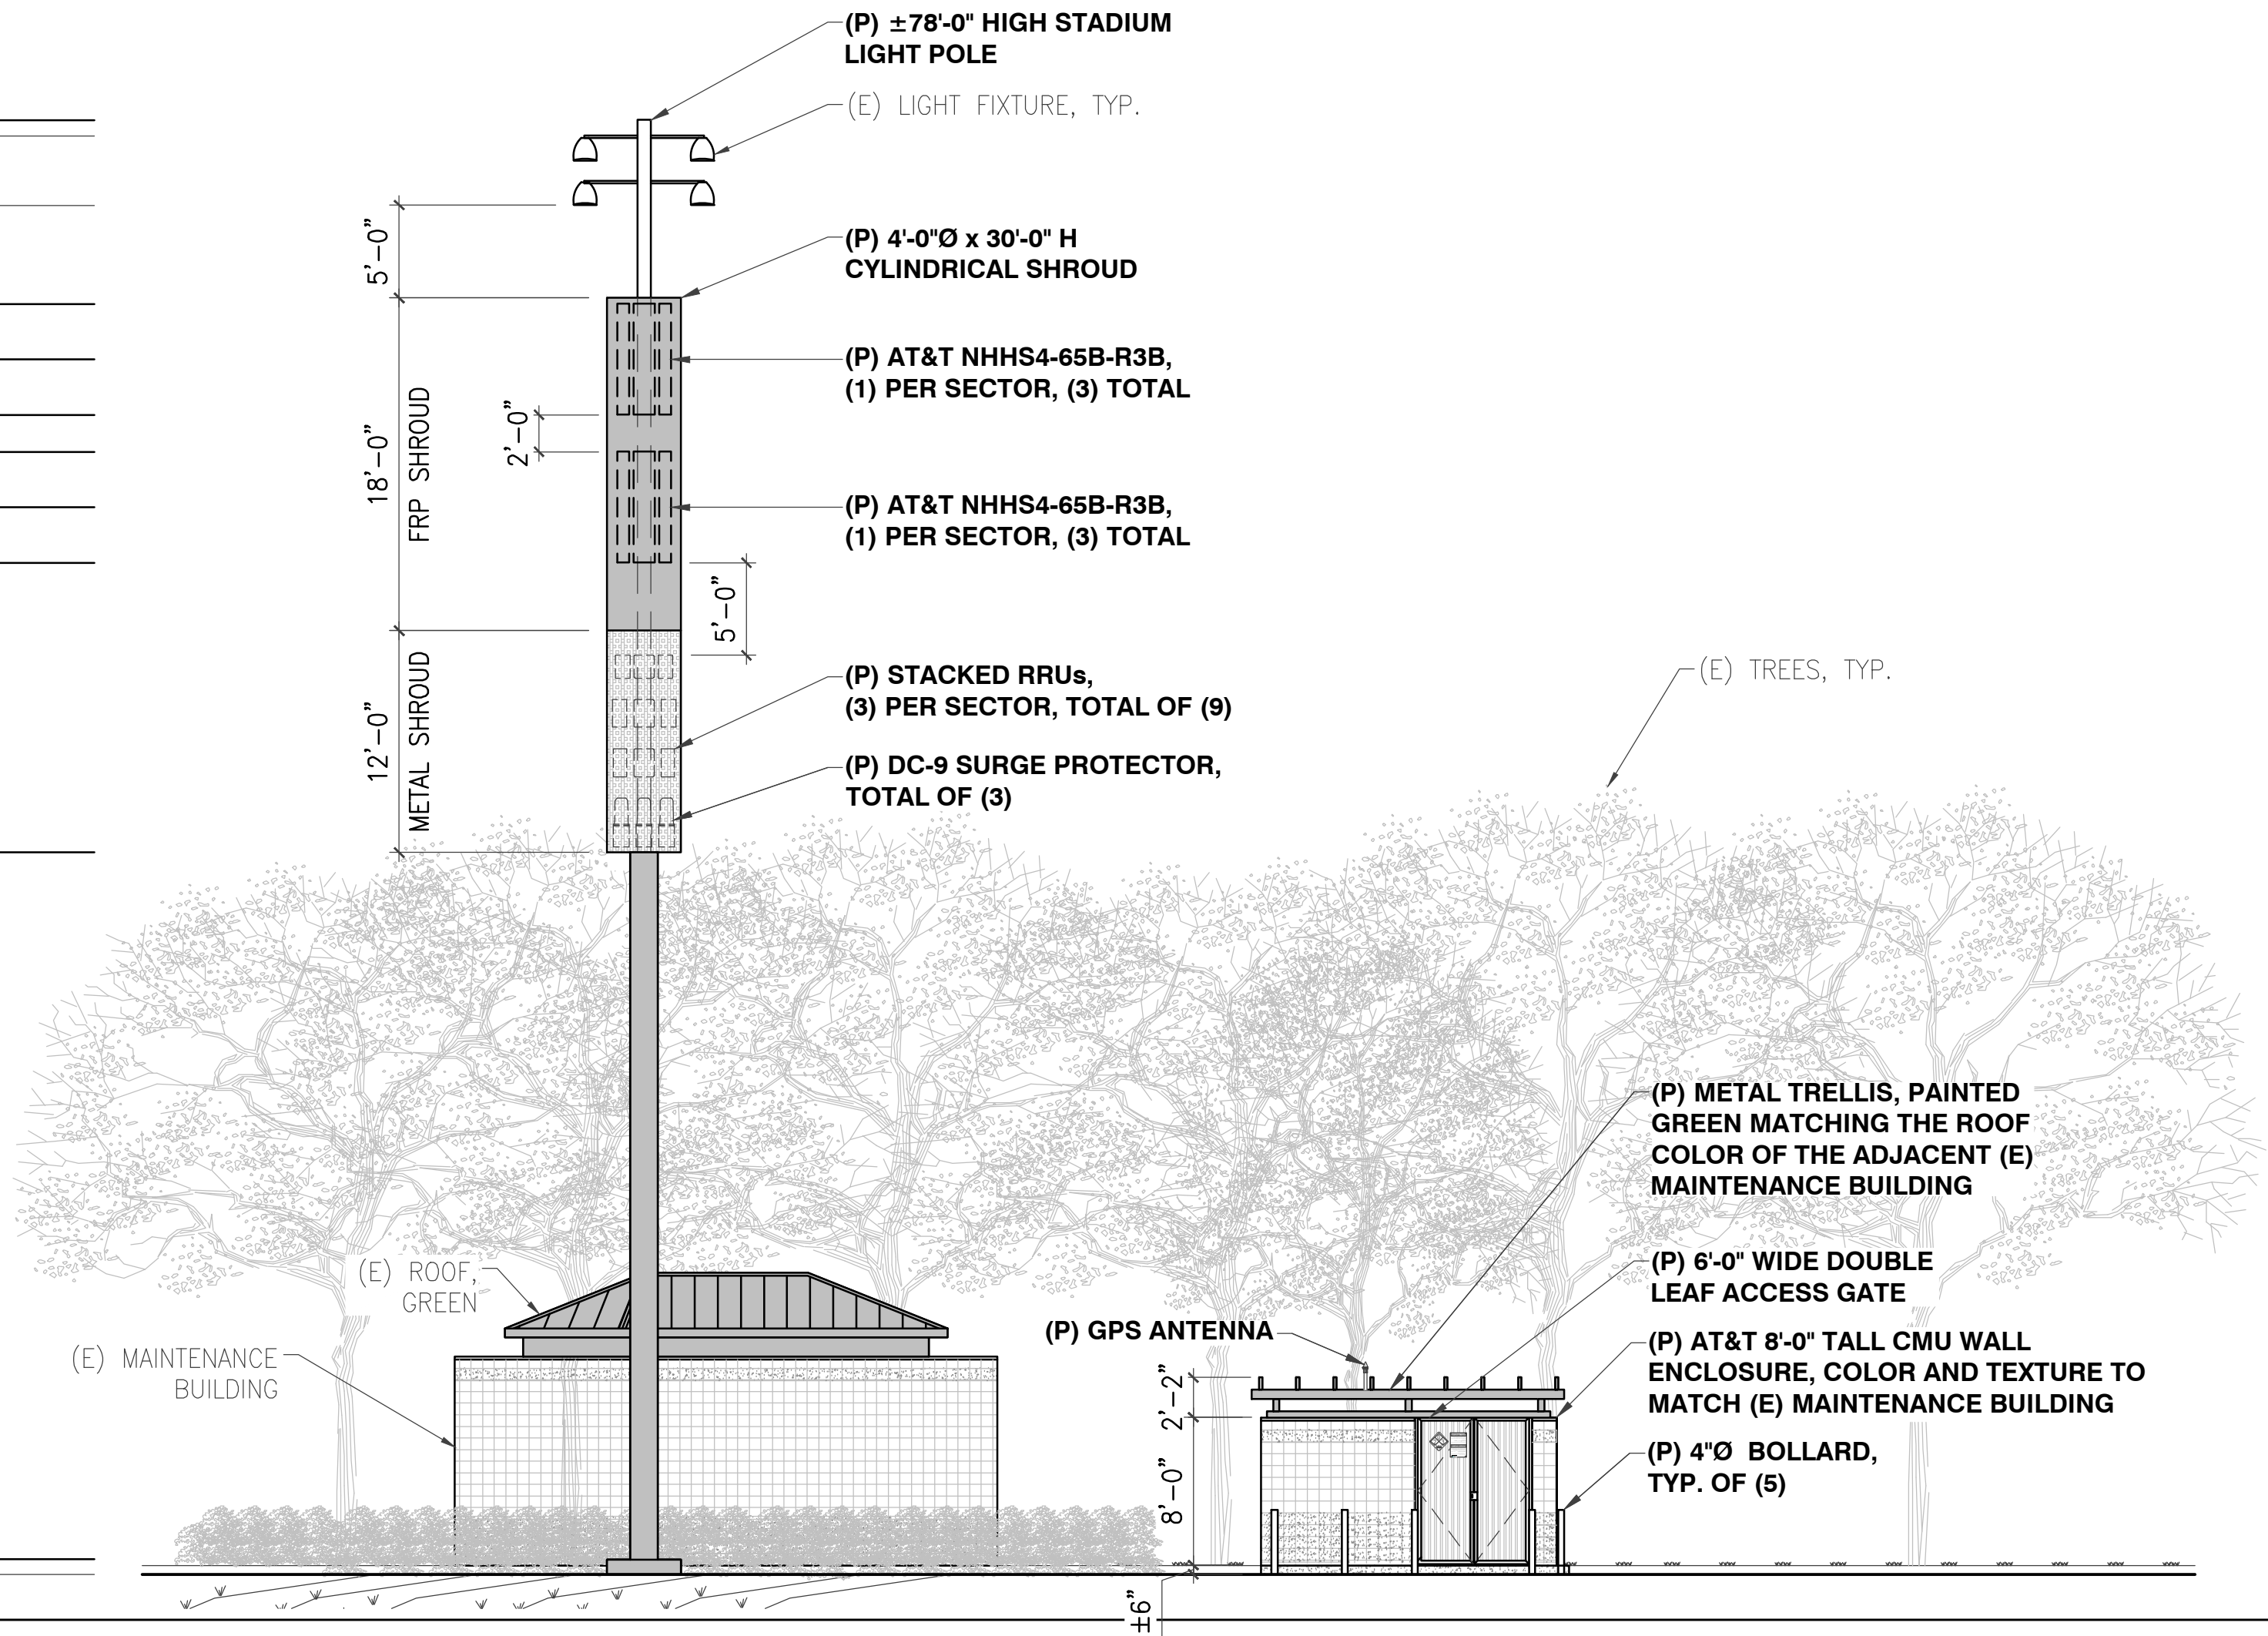 (P) ±78'-0" HIGH STADIUM
LIGHT POLE
(E) LIGHT FIXTURE, TYP.
5'-0"
(P) 4'-0"Ø x 30'-0" H
CYLINDRICAL SHROUD
(P) AT&T NHHS4-65B-R3B,
(1) PER SECTOR, (3) TOTAL
18'-0"
FRP SHROUD
2'-0"
(P) AT&T NHHS4-65B-R3B,
(1) PER SECTOR, (3) TOTAL
5'-0"
12'-0"
METAL SHROUD
(P) STACKED RRUs,
(3) PER SECTOR, TOTAL OF (9)
(P) DC-9 SURGE PROTECTOR,
TOTAL OF (3)
(E) TREES, TYP.
(P) METAL TRELLIS, PAINTED
GREEN MATCHING THE ROOF
COLOR OF THE ADJACENT (E)
MAINTENANCE BUILDING
(E) ROOF,
GREEN
(P) 6'-0" WIDE DOUBLE
LEAF ACCESS GATE
(P) GPS ANTENNA
(E) MAINTENANCE
BUILDING
(P) AT&T 8'-0" TALL CMU WALL
ENCLOSURE, COLOR AND TEXTURE TO
MATCH (E) MAINTENANCE BUILDING
2'-2"
8'-0"
(P) 4"Ø BOLLARD,
TYP. OF (5)
±6"